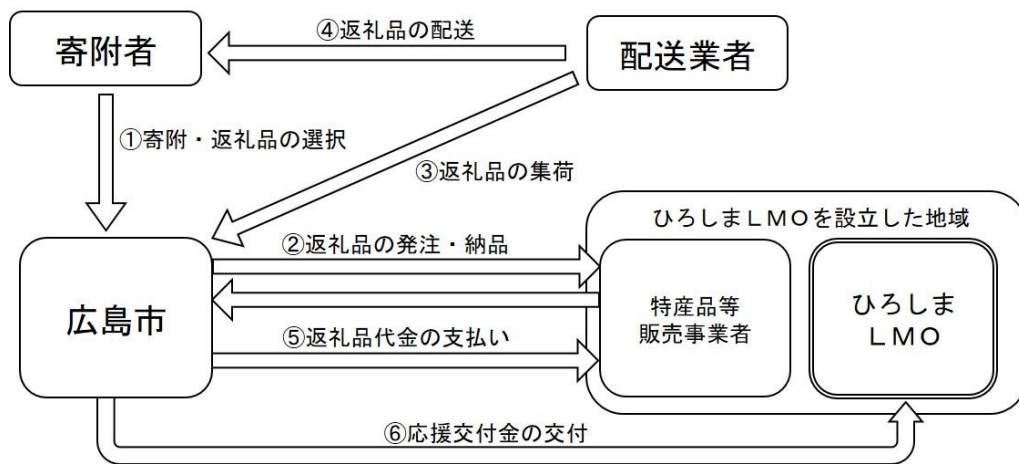 ④返礼品の配送
寄附者
配送業者
①寄附・返礼品の選択
③返礼品の集荷
ひろしまＬＭＯを設立した地域
②返礼品の発注・納品
広島市
特産品等
販売事業者
ひろしま
ＬＭＯ
⑤返礼品代金の支払い
⑥応援交付金の交付